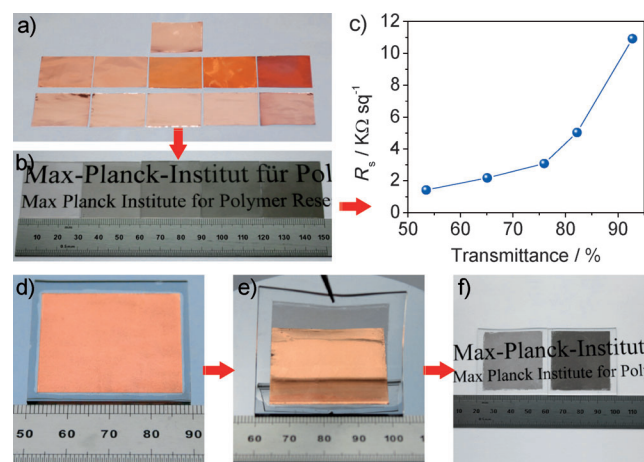 a)
b)
Max-Planck-Institut für Pol
Max Planck Institute for Polymer Rese
10 20 30 40 50 60 70 80 90 100 110 120 130 140 150
c)
12
10
8
6
4
2
0
Rs / KΩ sq⁻¹
50 60 70 80 90
Transmittance / %
d)
50 60 70 80 90
e)
60 70 80 90 100
f)
Max-Planck-Institut
Max Planck Institute for Poly